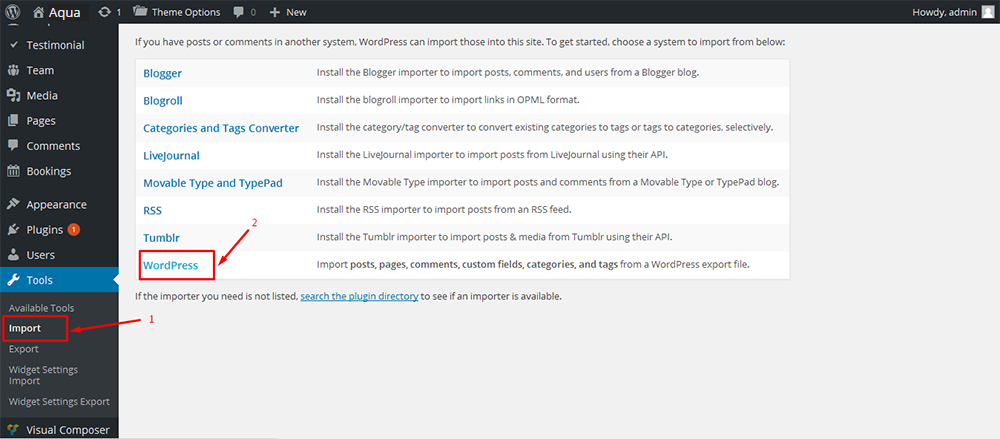 Aqua 1 Theme Options 0 + New Howdy, admin
Testimonial
Team
Media
Pages
Comments
Bookings
Appearance
Plugins 1
Users
Tools
Available Tools
Import
Export
Widget Settings
Import
Widget Settings Export
Visual Composer
If you have posts or comments in another system, WordPress can import those into this site. To get started, choose a system to import from below:
Blogger Install the Blogger importer to import posts, comments, and users from a Blogger blog.
Blogroll Install the blogroll importer to import links in OPML format.
Categories and Tags Converter Install the category/tag converter to convert existing categories to tags or tags to categories, selectively.
LiveJournal Install the LiveJournal importer to import posts from LiveJournal using their API.
Movable Type and TypePad Install the Movable Type importer to import posts and comments from a Movable Type or TypePad blog.
RSS Install the RSS importer to import posts from an RSS feed.
2
Tumblr Install the Tumblr importer to import posts & media from Tumblr using their API.
WordPress Import posts, pages, comments, custom fields, categories, and tags from a WordPress export file.
If the importer you need is not listed, search the plugin directory to see if an importer is available.
1